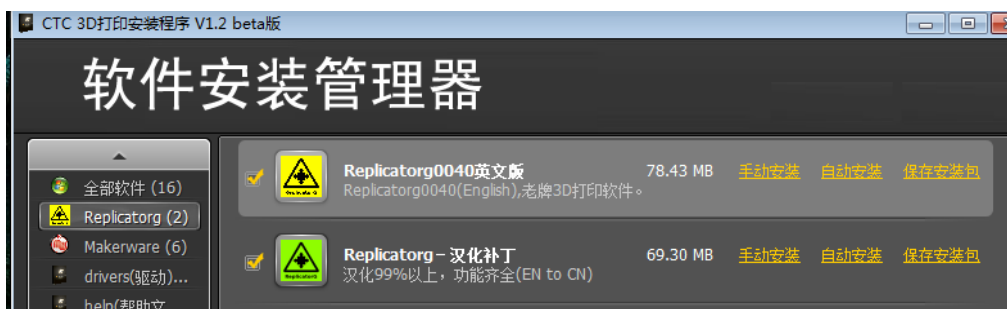 CTC 3D打印安装程序 V1.2 beta版
软件安装管理器
全部软件 (16)
Replicatorg (2)
Makerware (6)
drivers(驱动)...
Replicatorg0040英文版 78.43 MB 手动安装 自动安装 保存安装包
Replicatorg0040(English),老牌3D打印软件。
Replicatorg－汉化补丁 69.30 MB 手动安装 自动安装 保存安装包
汉化99%以上，功能齐全(EN to CN)